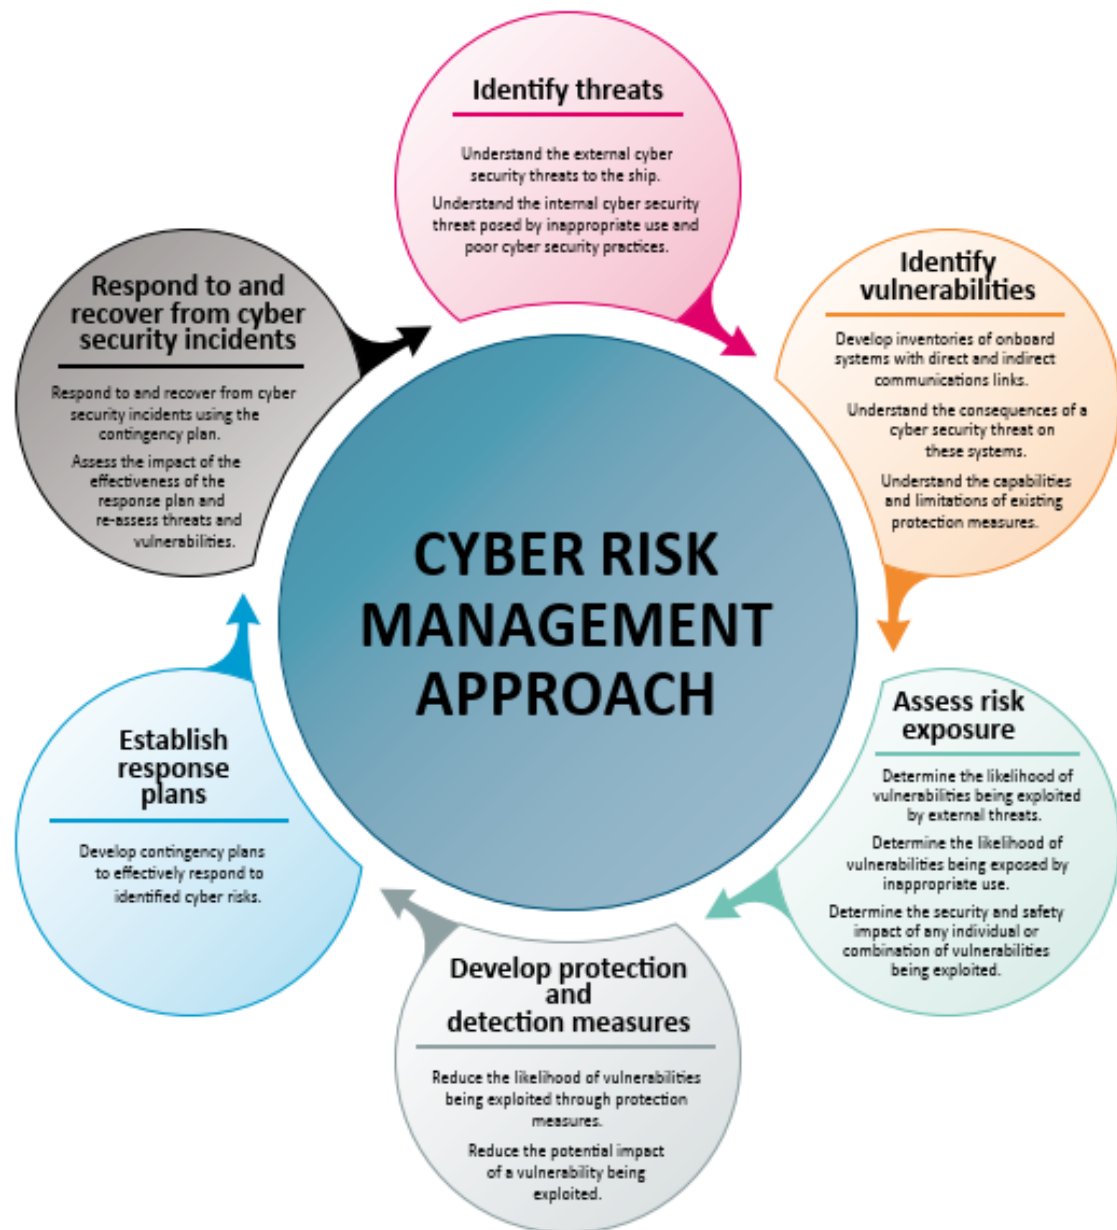 Identify threats
Understand the external cyber
security threats to the ship.
Understand the internal cyber security
threat posed by inappropriate use and
poor cyber security practices.
Identify
vulnerabilities
Develop inventories of onboard
systems with direct and indirect
communications links.
Understand the consequences of a
cyber security threat on
these systems.
Understand the capabilities
and limitations of existing
protection measures.
Assess risk
exposure
Determine the likelihood of
vulnerabilities being exploited
by external threats.
Determine the likelihood of
vulnerabilities being exposed by
inappropriate use.
Determine the security and safety
impact of any individual or
combination of vulnerabilities
being exploited.
Develop protection
and
detection measures
Reduce the likelihood of vulnerabilities
being exploited through protection
measures.
Reduce the potential impact
of a vulnerability being
exploited.
Establish
response
plans
Develop contingency plans
to effectively respond to
identified cyber risks.
Respond to and
recover from cyber
security incidents
Respond to and recover from cyber
security incidents using the
contingency plan.
Assess the impact of the
effectiveness of the
response plan and
re-assess threats and
vulnerabilities.
CYBER RISK
MANAGEMENT
APPROACH